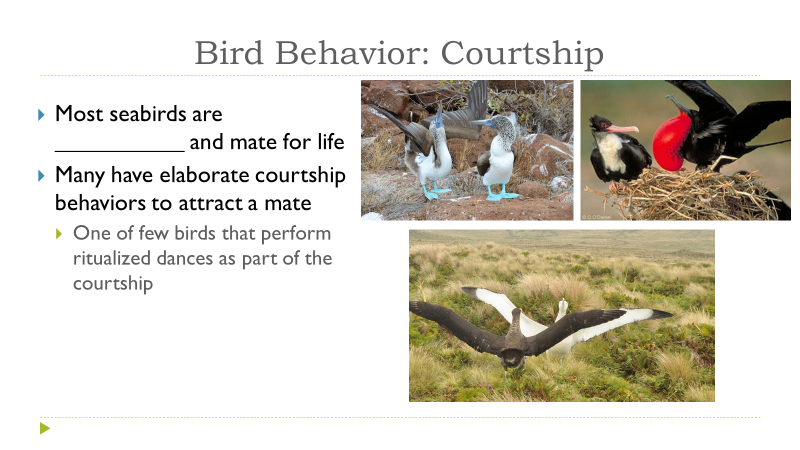 Bird Behavior: Courtship
Most seabirds are
____________ and mate for life
Many have elaborate courtship
behaviors to attract a mate
One of few birds that perform
ritualized dances as part of the
courtship